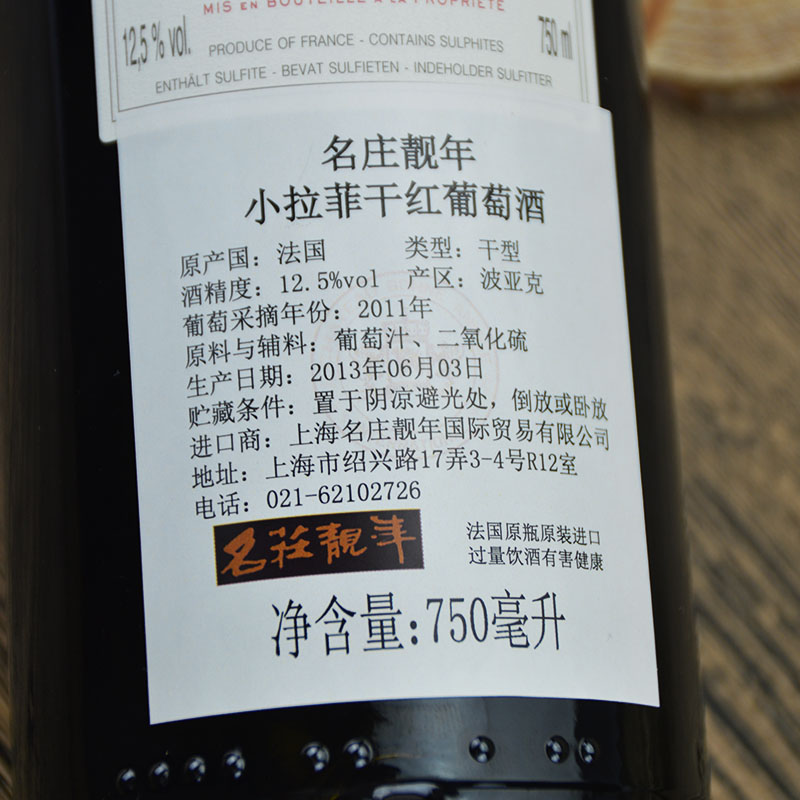 MIS EN BOUTEILLE A LA PROPRIÉTÉ
12,5 % vol.
PRODUCE OF FRANCE - CONTAINS SULPHITES
750 ml
ENTHÄLT SULFITE - BEVAT SULFIETEN - INDEHOLDER SULFITTER
名庄靓年
小拉菲干红葡萄酒
原产国：法国 类型：干型
酒精度：12.5%vol 产区：波亚克
葡萄采摘年份：2011年
原料与辅料：葡萄汁、二氧化硫
生产日期：2013年06月03日
贮藏条件：置于阴凉避光处，倒放或卧放
进口商：上海名庄靓年国际贸易有限公司
地址：上海市绍兴路17弄3-4号R12室
电话：021-62102726
名莊靓年
法国原瓶原装进口
过量饮酒有害健康
净含量:750毫升